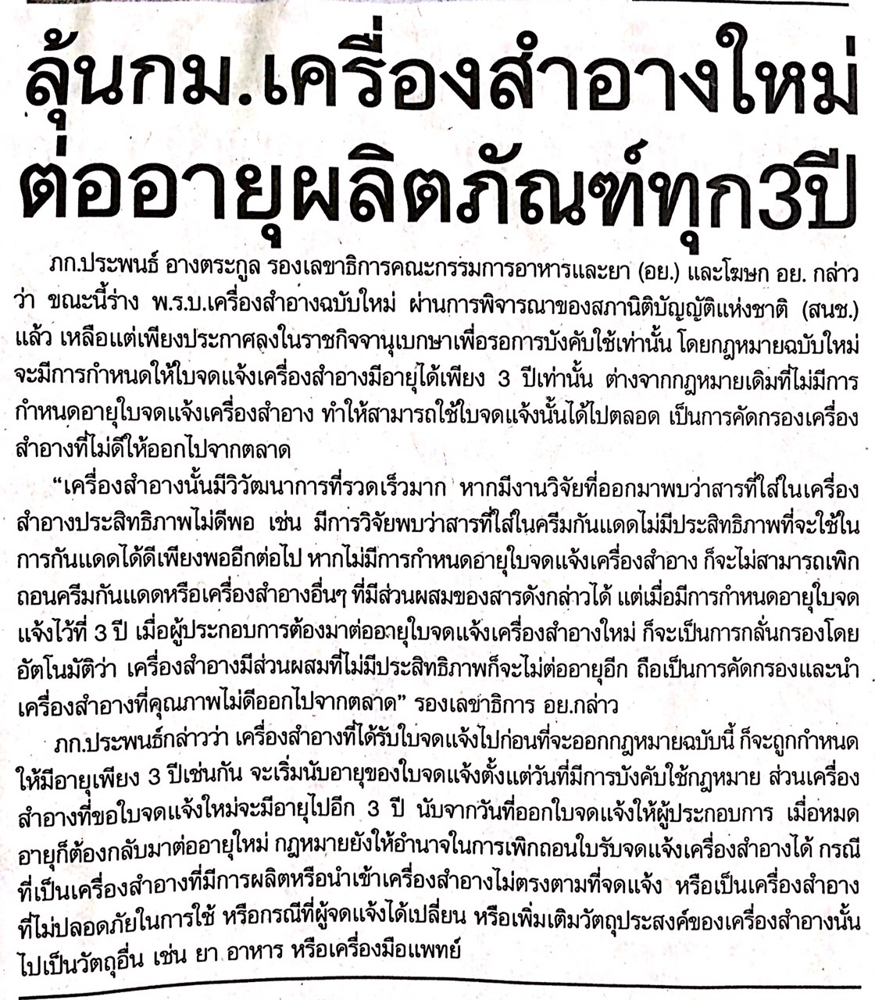 ลุ้นกม.เครื่องสำอางใหม่
ต่ออายุผลิตภัณฑ์ทุก3ปี
ภก.ประพนธ์ อางตระกูล รองเลขาธิการคณะกรรมการอาหารและยา (อย.) และโฆษก อย. กล่าว
ว่า ขณะนี้ร่าง พ.ร.บ.เครื่องสำอางฉบับใหม่ ผ่านการพิจารณาของสภานิติบัญญัติแห่งชาติ (สนช.)
แล้ว เหลือแต่เพียงประกาศลงในราชกิจจานุเบกษาเพื่อรอการบังคับใช้เท่านั้น โดยกฎหมายฉบับใหม่
จะมีการกำหนดให้ใบจดแจ้งเครื่องสำอางมีอายุได้เพียง 3 ปีเท่านั้น ต่างจากกฎหมายเดิมที่ไม่มีการ
กำหนดอายุใบจดแจ้งเครื่องสำอาง ทำให้สามารถใช้ใบจดแจ้งนั้นได้ไปตลอด เป็นการคัดกรองเครื่อง
สำอางที่ไม่ดีให้ออกไปจากตลาด
“เครื่องสำอางนั้นมีวิวัฒนาการที่รวดเร็วมาก หากมีงานวิจัยที่ออกมาพบว่าสารที่ใส่ในเครื่อง
สำอางประสิทธิภาพไม่ดีพอ เช่น มีการวิจัยพบว่าสารที่ใส่ในครีมกันแดดไม่มีประสิทธิภาพที่จะใช้ใน
การกันแดดได้ดีเพียงพออีกต่อไป หากไม่มีการกำหนดอายุใบจดแจ้งเครื่องสำอาง ก็จะไม่สามารถเพิก
ถอนครีมกันแดดหรือเครื่องสำอางอื่นๆ ที่มีส่วนผสมของสารดังกล่าวได้ แต่เมื่อมีการกำหนดอายุใบจด
แจ้งไว้ที่ 3 ปี เมื่อผู้ประกอบการต้องมาต่ออายุใบจดแจ้งเครื่องสำอางใหม่ ก็จะเป็นการกลั่นกรองโดย
อัตโนมัติว่า เครื่องสำอางมีส่วนผสมที่ไม่มีประสิทธิภาพก็จะไม่ต่ออายุอีก ถือเป็นการคัดกรองและนำ
เครื่องสำอางที่คุณภาพไม่ดีออกไปจากตลาด” รองเลขาธิการ อย.กล่าว
ภก.ประพนธ์กล่าวว่า เครื่องสำอางที่ได้รับใบจดแจ้งไปก่อนที่จะออกกฎหมายฉบับนี้ ก็จะถูกกำหนด
ให้มีอายุเพียง 3 ปีเช่นกัน จะเริ่มนับอายุของใบจดแจ้งตั้งแต่วันที่มีการบังคับใช้กฎหมาย ส่วนเครื่อง
สำอางที่ขอใบจดแจ้งใหม่จะมีอายุไปอีก 3 ปี นับจากวันที่ออกใบจดแจ้งให้ผู้ประกอบการ เมื่อหมด
อายุก็ต้องกลับมาต่ออายุใหม่ กฎหมายยังให้อำนาจในการเพิกถอนใบรับจดแจ้งเครื่องสำอางได้ กรณี
ที่เป็นเครื่องสำอางที่มีการผลิตหรือนำเข้าเครื่องสำอางไม่ตรงตามที่จดแจ้ง หรือเป็นเครื่องสำอาง
ที่ไม่ปลอดภัยในการใช้ หรือกรณีที่ผู้จดแจ้งได้เปลี่ยน หรือเพิ่มเติมวัตถุประสงค์ของเครื่องสำอางนั้น
ไปเป็นวัตถุอื่น เช่น ยา อาหาร หรือเครื่องมือแพทย์